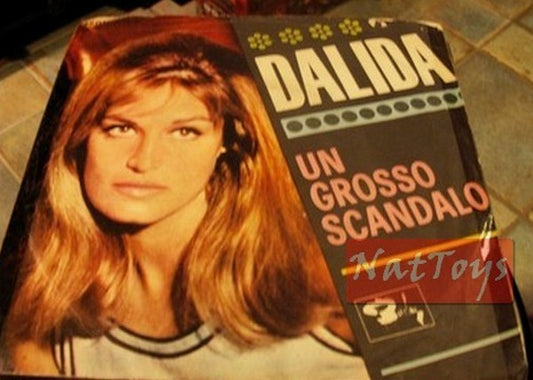 DALIDA
UN
GROSSO
SCANDALO
NatToys